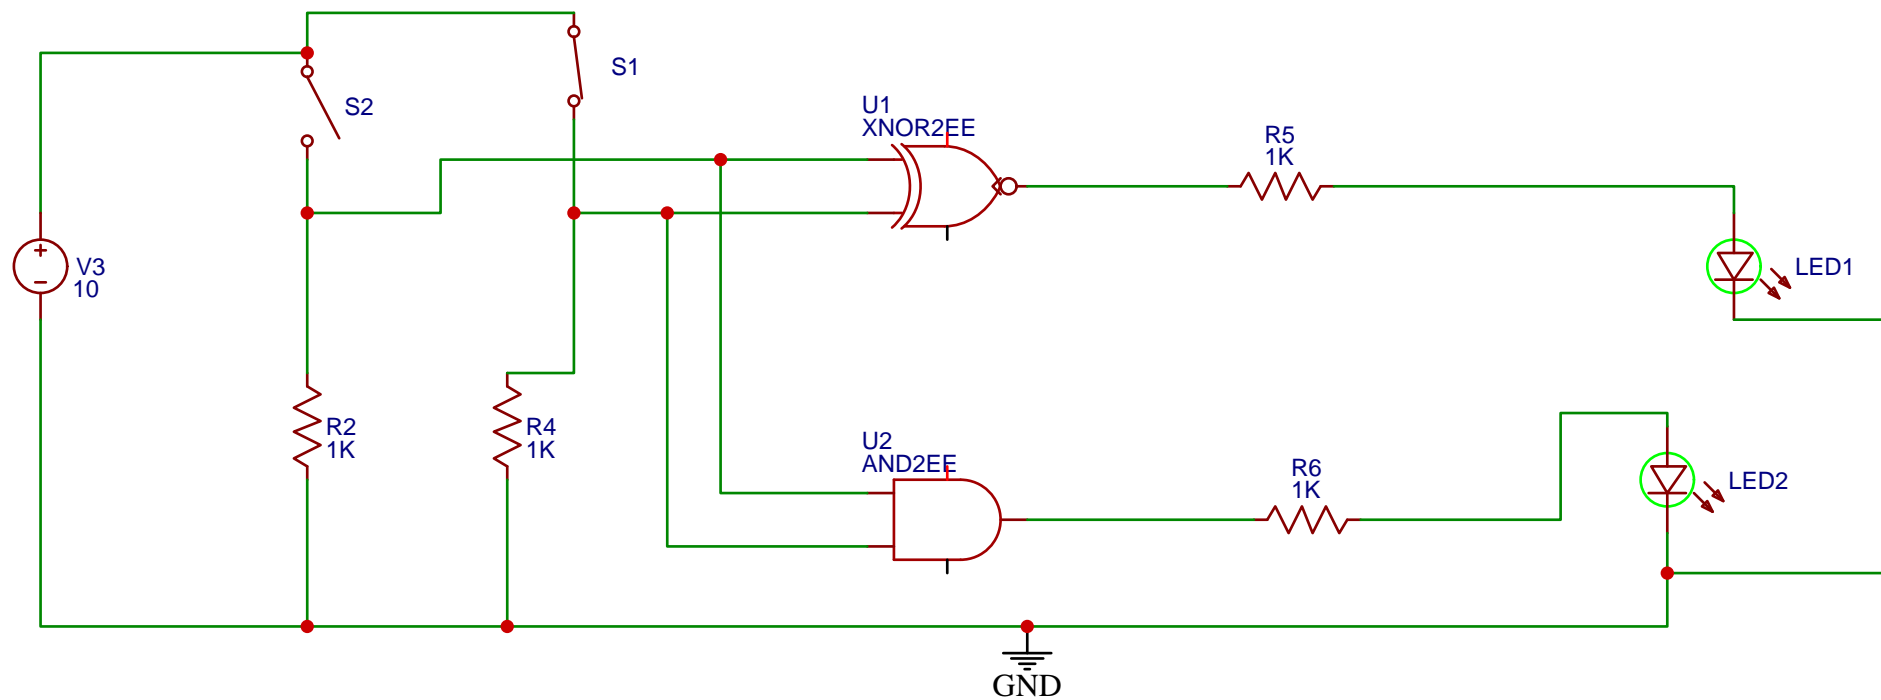 S1
S2
U1
XNOR2EE
R5
1K
V3
10
LED1
R2
1K
R4
1K
U2
AND2EE
R6
1K
LED2
GND